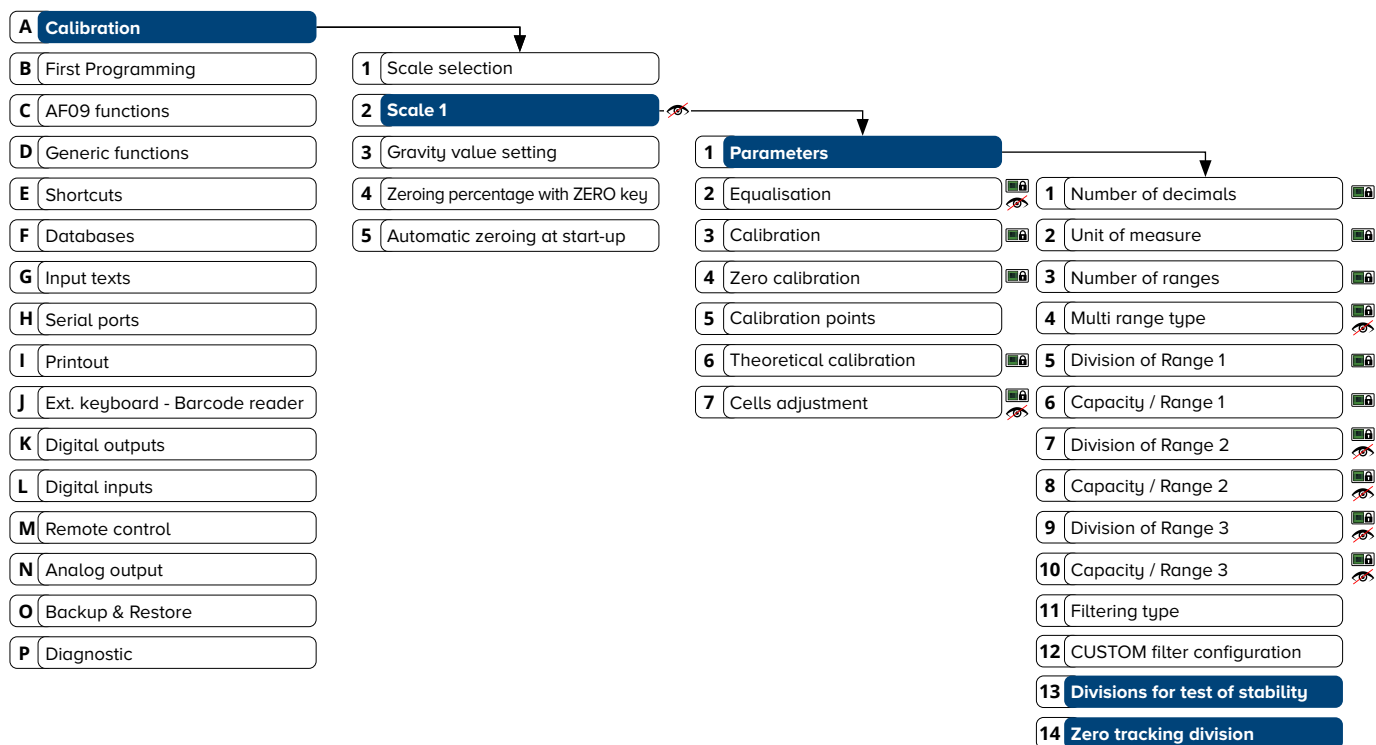 A Calibration
B First Programming
C AF09 functions
D Generic functions
E Shortcuts
F Databases
G Input texts
H Serial ports
I Printout
J Ext. keyboard - Barcode reader
K Digital outputs
L Digital inputs
M Remote control
N Analog output
O Backup & Restore
P Diagnostic
1 Scale selection
2 Scale 1
3 Gravity value setting
4 Zeroing percentage with ZERO key
5 Automatic zeroing at start-up
1 Parameters
2 Equalisation
3 Calibration
4 Zero calibration
5 Calibration points
6 Theoretical calibration
7 Cells adjustment
1 Number of decimals
2 Unit of measure
3 Number of ranges
4 Multi range type
5 Division of Range 1
6 Capacity / Range 1
7 Division of Range 2
8 Capacity / Range 2
9 Division of Range 3
10 Capacity / Range 3
11 Filtering type
12 CUSTOM filter configuration
13 Divisions for test of stability
14 Zero tracking division